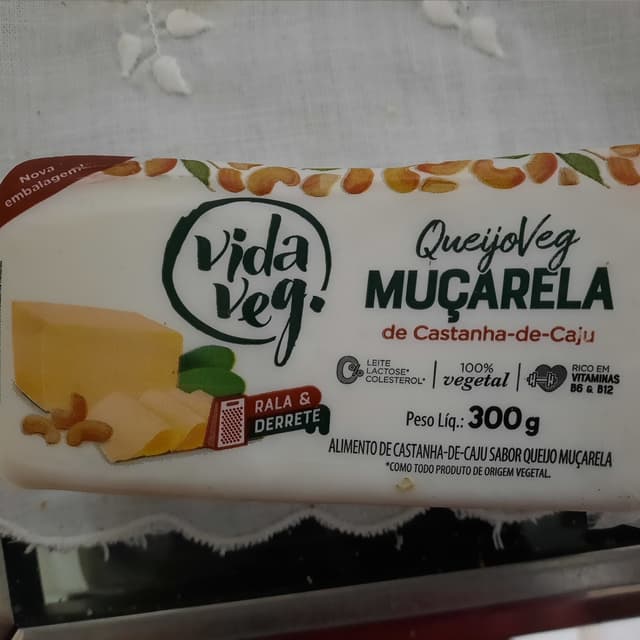 Nova
embalagem!
vida
veg.
QueijoVeg
MUÇARELA
de Castanha-de-Caju
0%
LEITE
LACTOSE*
COLESTEROL*
100%
vegetal
RICO EM
VITAMINAS
B6 & B12
RALA &
DERRETE
Peso Líq.: 300g
ALIMENTO DE CASTANHA-DE-CAJU SABOR QUEIJO MUÇARELA
*COMO TODO PRODUTO DE ORIGEM VEGETAL.